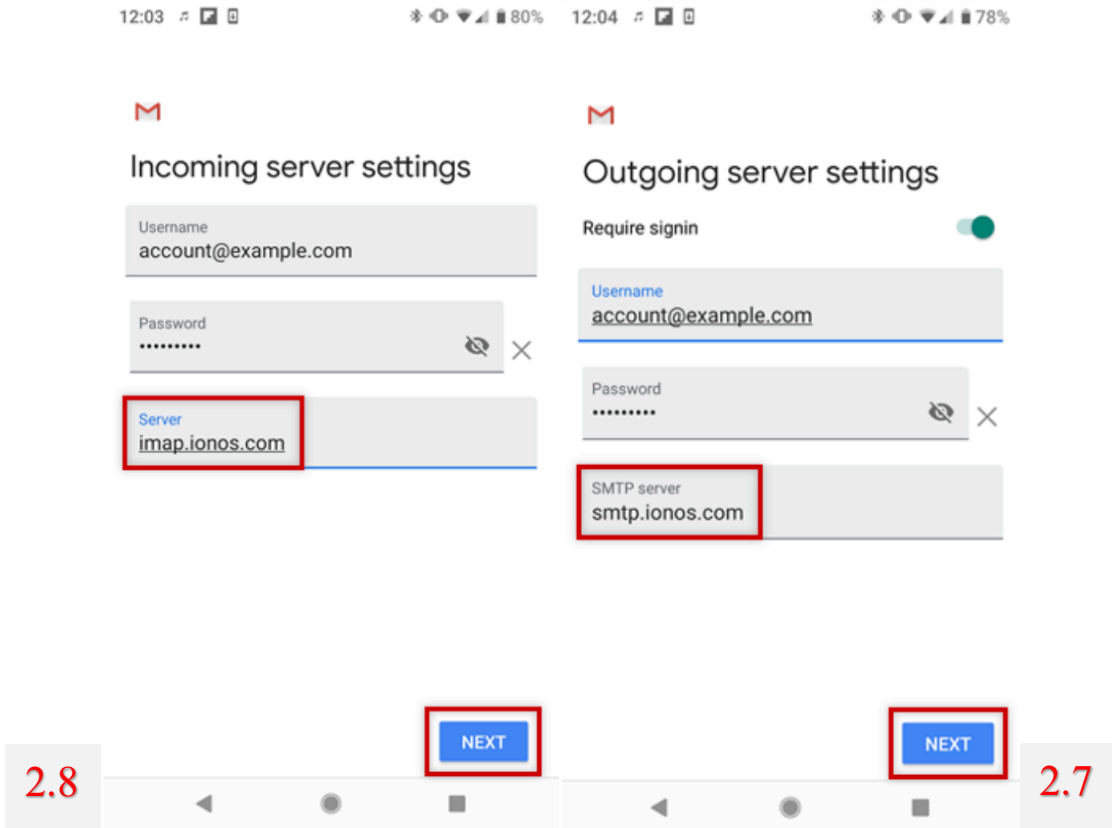 12:03
80%
Incoming server settings
Username
account@example.com
Password
•••••••••
Server
imap.ionos.com
NEXT
2.8
12:04
78%
Outgoing server settings
Require signin
Username
account@example.com
Password
•••••••••
SMTP server
smtp.ionos.com
NEXT
2.7